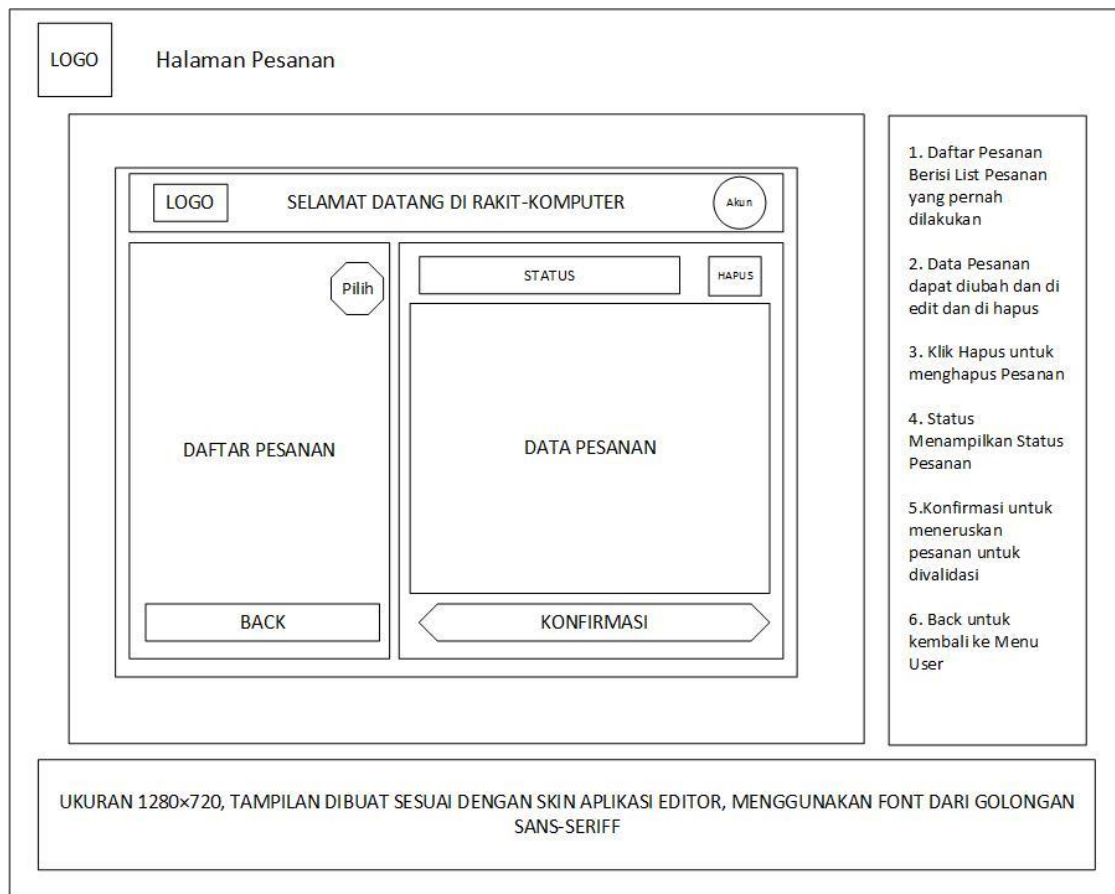 LOGO
Halaman Pesanan
LOGO
SELAMAT DATANG DI RAKIT-KOMPUTER
Akun
Pilih
DAFTAR PESANAN
BACK
STATUS
HAPUS
DATA PESANAN
KONFIRMASI
1. Daftar Pesanan
Berisi List Pesanan
yang pernah
dilakukan
2. Data Pesanan
dapat diubah dan di
edit dan di hapus
3. Klik Hapus untuk
menghapus Pesanan
4. Status
Menampilkan Status
Pesanan
5.Konfirmasi untuk
meneruskan
pesanan untuk
divalidasi
6. Back untuk
kembali ke Menu
User
UKURAN 1280×720, TAMPILAN DIBUAT SESUAI DENGAN SKIN APLIKASI EDITOR, MENGGUNAKAN FONT DARI GOLONGAN
SANS-SERIFF